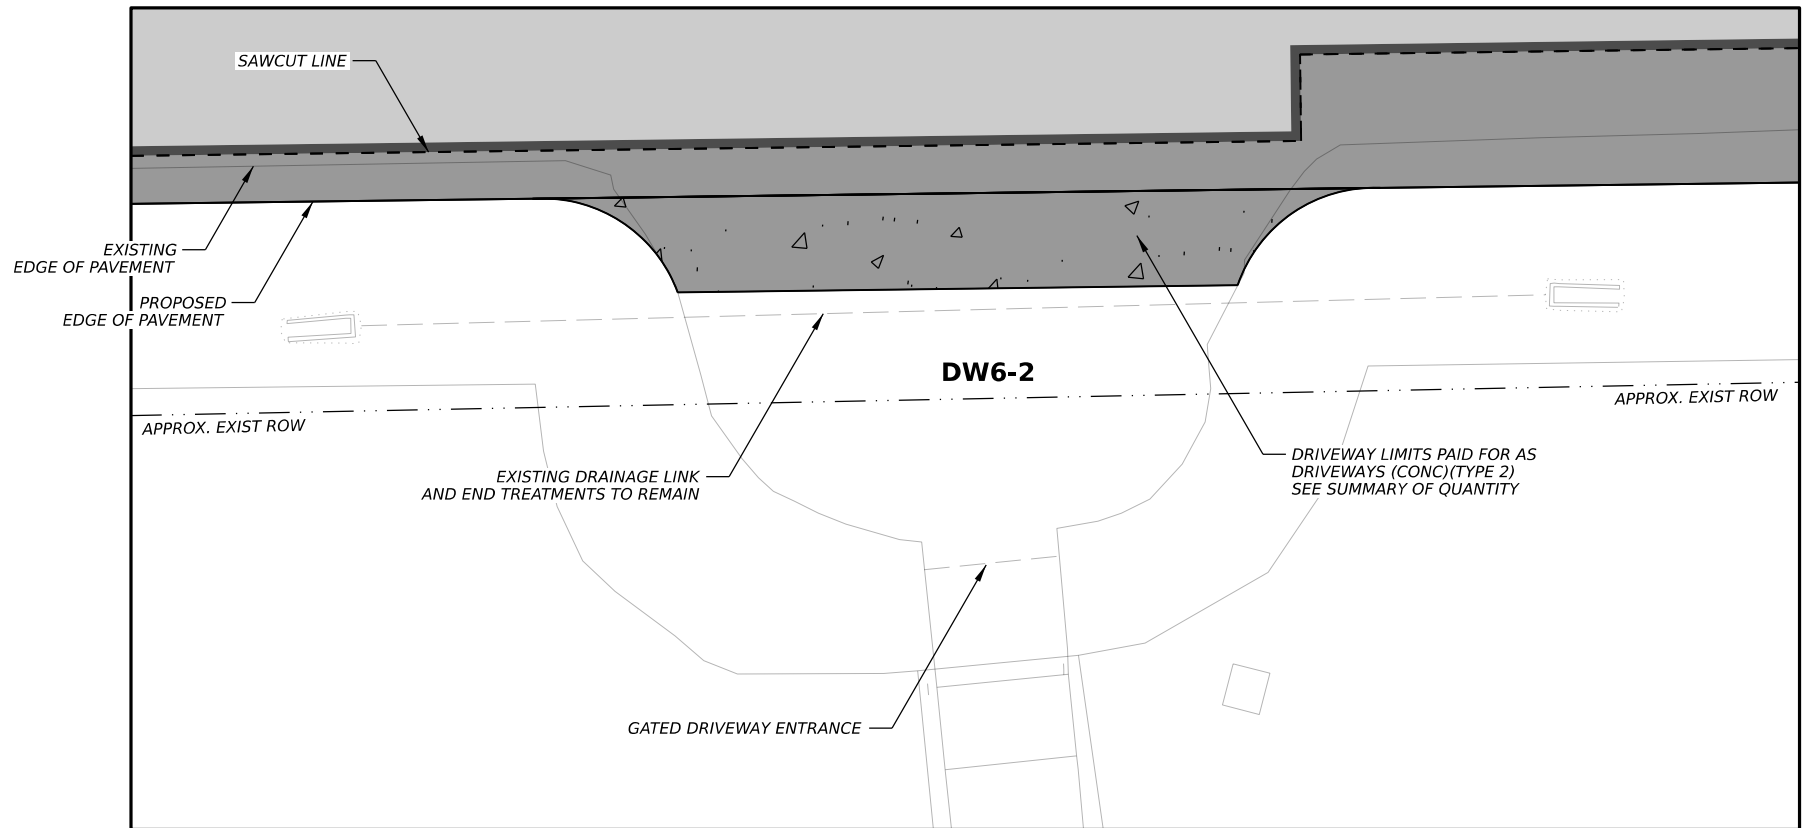 SAWCUT LINE
EXISTING
EDGE OF PAVEMENT
PROPOSED
EDGE OF PAVEMENT
DW6-2
APPROX. EXIST ROW
APPROX. EXIST ROW
EXISTING DRAINAGE LINK
AND END TREATMENTS TO REMAIN
DRIVEWAY LIMITS PAID FOR AS
DRIVEWAYS (CONC)(TYPE 2)
SEE SUMMARY OF QUANTITY
GATED DRIVEWAY ENTRANCE